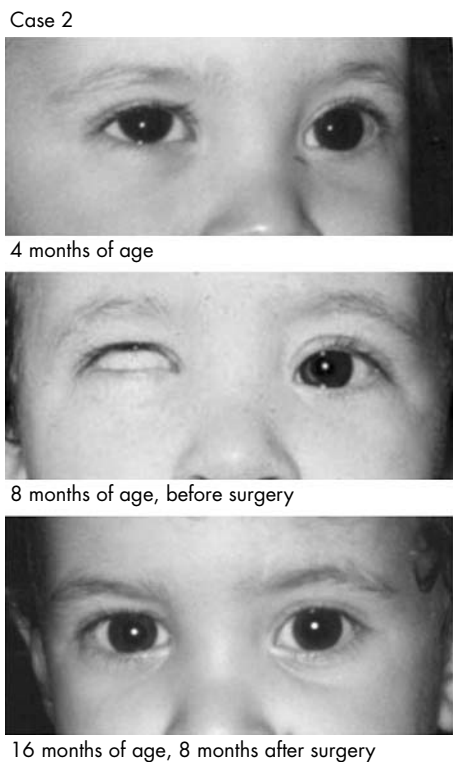 Case 2
4 months of age
8 months of age, before surgery
16 months of age, 8 months after surgery